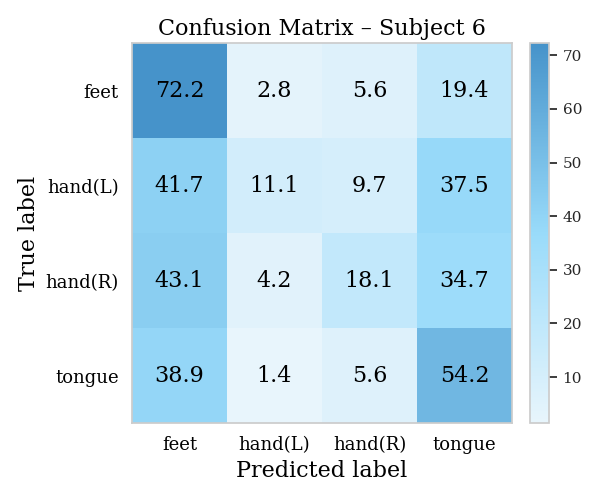 Confusion Matrix – Subject 6
feet 72.2 2.8 5.6 19.4
hand(L) 41.7 11.1 9.7 37.5
hand(R) 43.1 4.2 18.1 34.7
tongue 38.9 1.4 5.6 54.2
feet hand(L) hand(R) tongue
Predicted label
True label
70
60
50
40
30
20
10